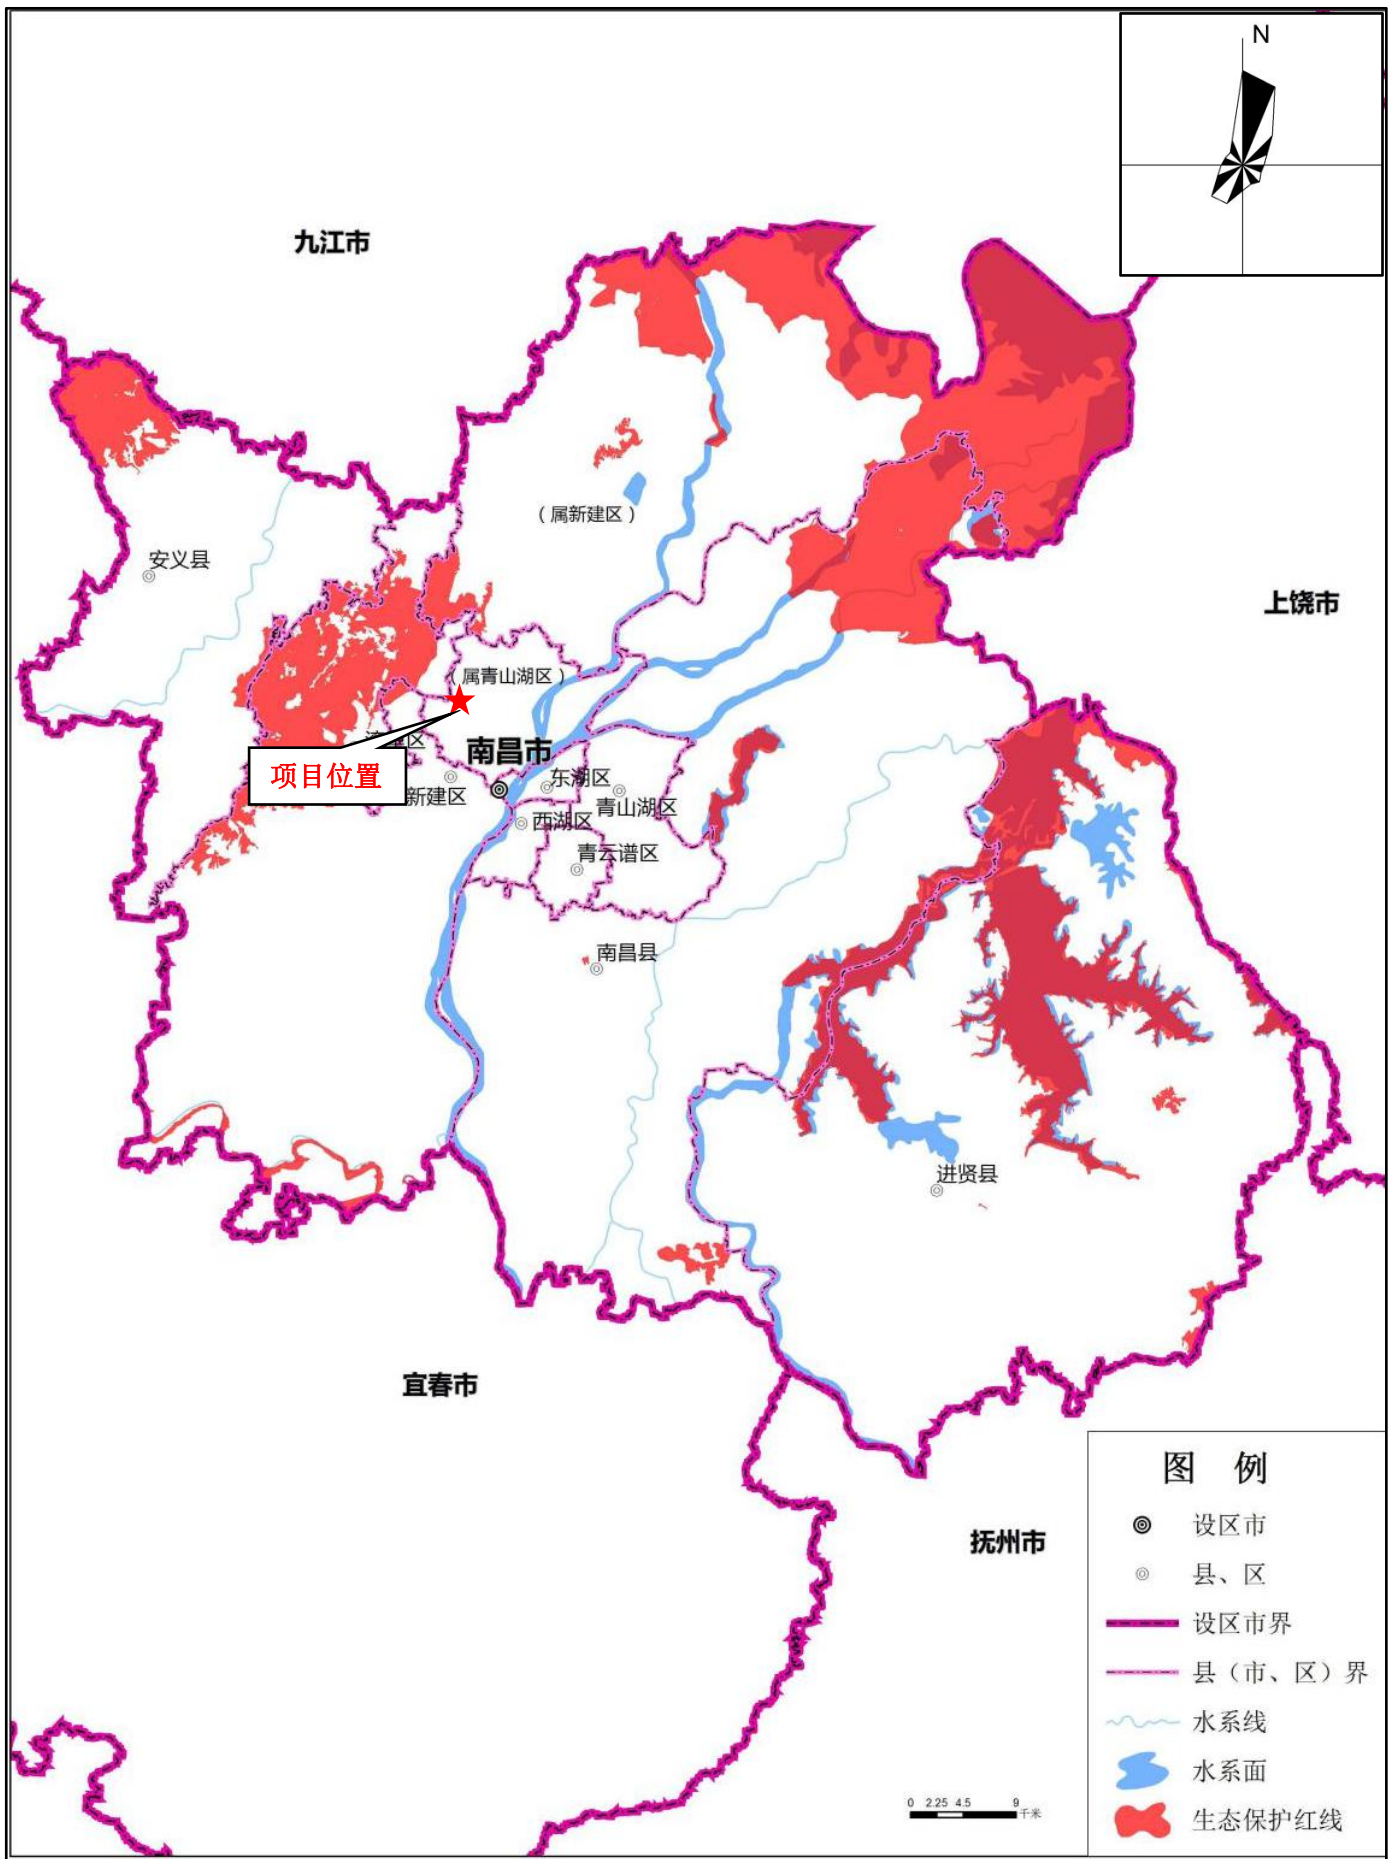 N
九江市
(属新建区)
安义县
上饶市
(属青山湖区)
区
南昌市
项目位置
东湖区
新建区
青山湖区
西湖区
青云谱区
南昌县
进贤县
宜春市
抚州市
图 例
设区市
县、区
设区市界
县（市、区）界
水系线
水系面
生态保护红线
0 2.25 4.5 9
千米